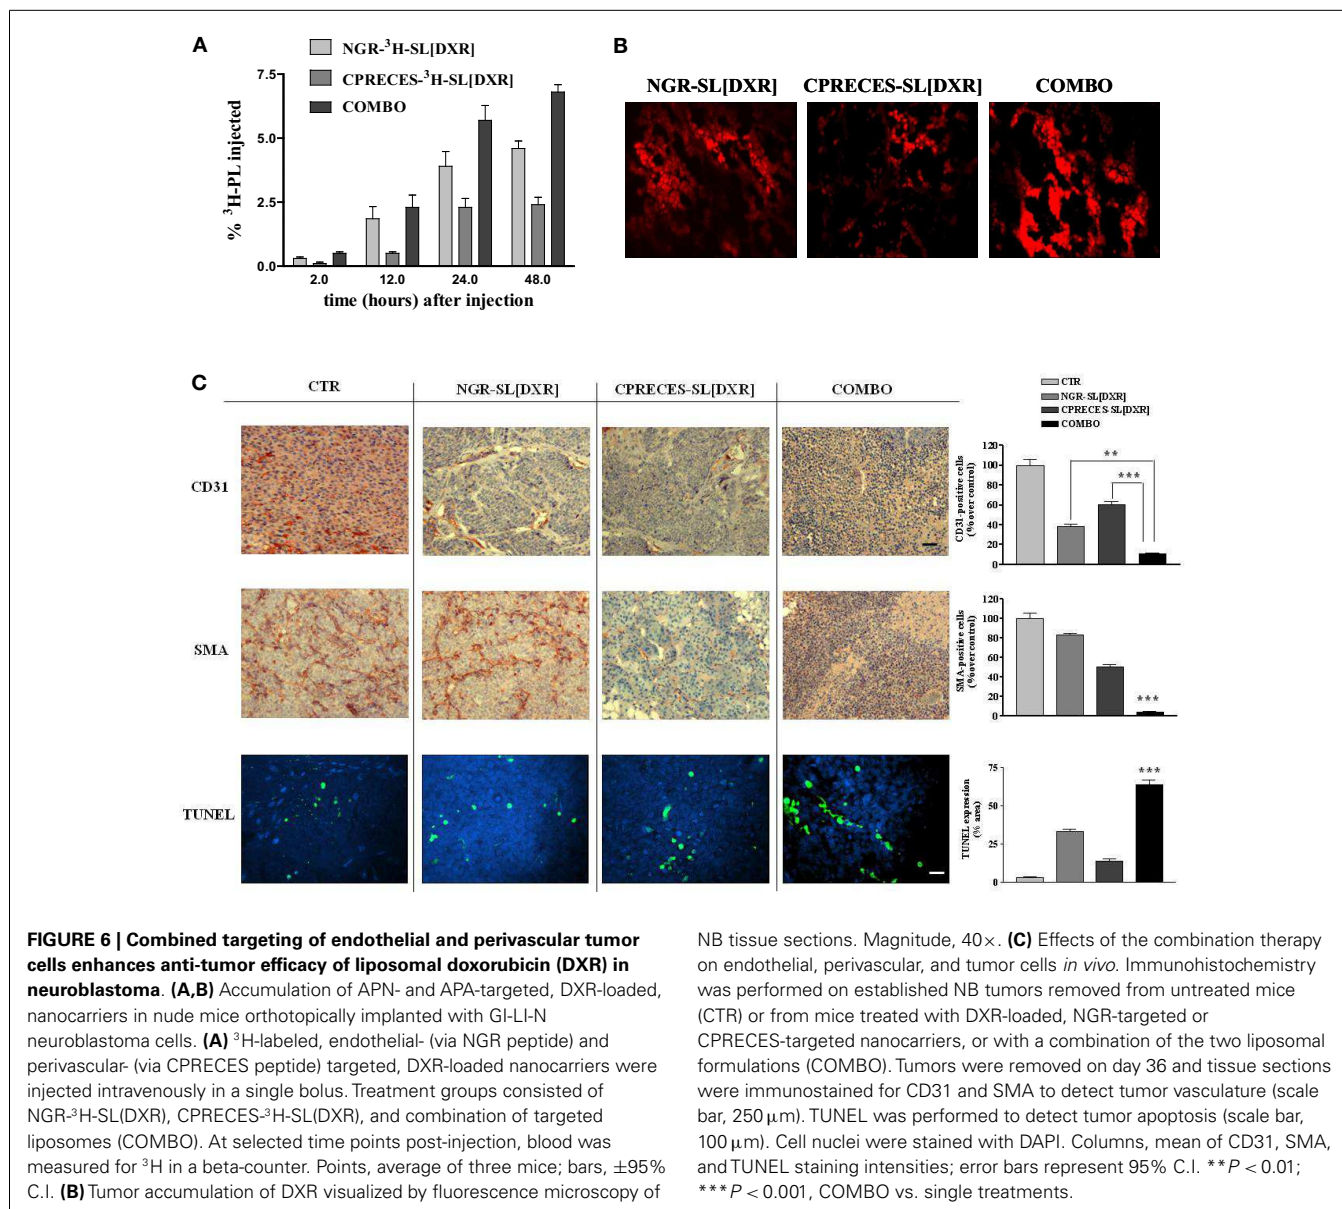 A
NGR-³H-SL[DXR]
CPRECES-³H-SL[DXR]
COMBO
% ³H-PL injected
7.5
5.0
2.5
0.0
2.0 12.0 24.0 48.0
time (hours) after injection
B
NGR-SL[DXR] CPRECES-SL[DXR] COMBO
C
CTR NGR-SL[DXR] CPRECES-SL[DXR] COMBO
CD31
SMA
TUNEL
CTR
NGR-SL[DXR]
CPRECES-SL[DXR]
COMBO
CD31-positive cells
(% over control)
120
100
80
60
40
20
0
**
***
SMA-positive cells
(% over control)
120
100
80
60
40
20
0
***
TUNEL expression
(% area)
75
50
25
0
***
FIGURE 6 | Combined targeting of endothelial and perivascular tumor
cells enhances anti-tumor efficacy of liposomal doxorubicin (DXR) in
neuroblastoma. (A,B) Accumulation of APN- and APA-targeted, DXR-loaded,
nanocarriers in nude mice orthotopically implanted with GI-LI-N
neuroblastoma cells. (A) ³H-labeled, endothelial- (via NGR peptide) and
perivascular- (via CPRECES peptide) targeted, DXR-loaded nanocarriers were
injected intravenously in a single bolus. Treatment groups consisted of
NGR-³H-SL(DXR), CPRECES-³H-SL(DXR), and combination of targeted
liposomes (COMBO). At selected time points post-injection, blood was
measured for ³H in a beta-counter. Points, average of three mice; bars, ±95%
C.I. (B) Tumor accumulation of DXR visualized by fluorescence microscopy of
NB tissue sections. Magnitude, 40×. (C) Effects of the combination therapy
on endothelial, perivascular, and tumor cells in vivo. Immunohistochemistry
was performed on established NB tumors removed from untreated mice
(CTR) or from mice treated with DXR-loaded, NGR-targeted or
CPRECES-targeted nanocarriers, or with a combination of the two liposomal
formulations (COMBO). Tumors were removed on day 36 and tissue sections
were immunostained for CD31 and SMA to detect tumor vasculature (scale
bar, 250 μm). TUNEL was performed to detect tumor apoptosis (scale bar,
100 μm). Cell nuclei were stained with DAPI. Columns, mean of CD31, SMA,
and TUNEL staining intensities; error bars represent 95% C.I. **P < 0.01;
***P < 0.001, COMBO vs. single treatments.